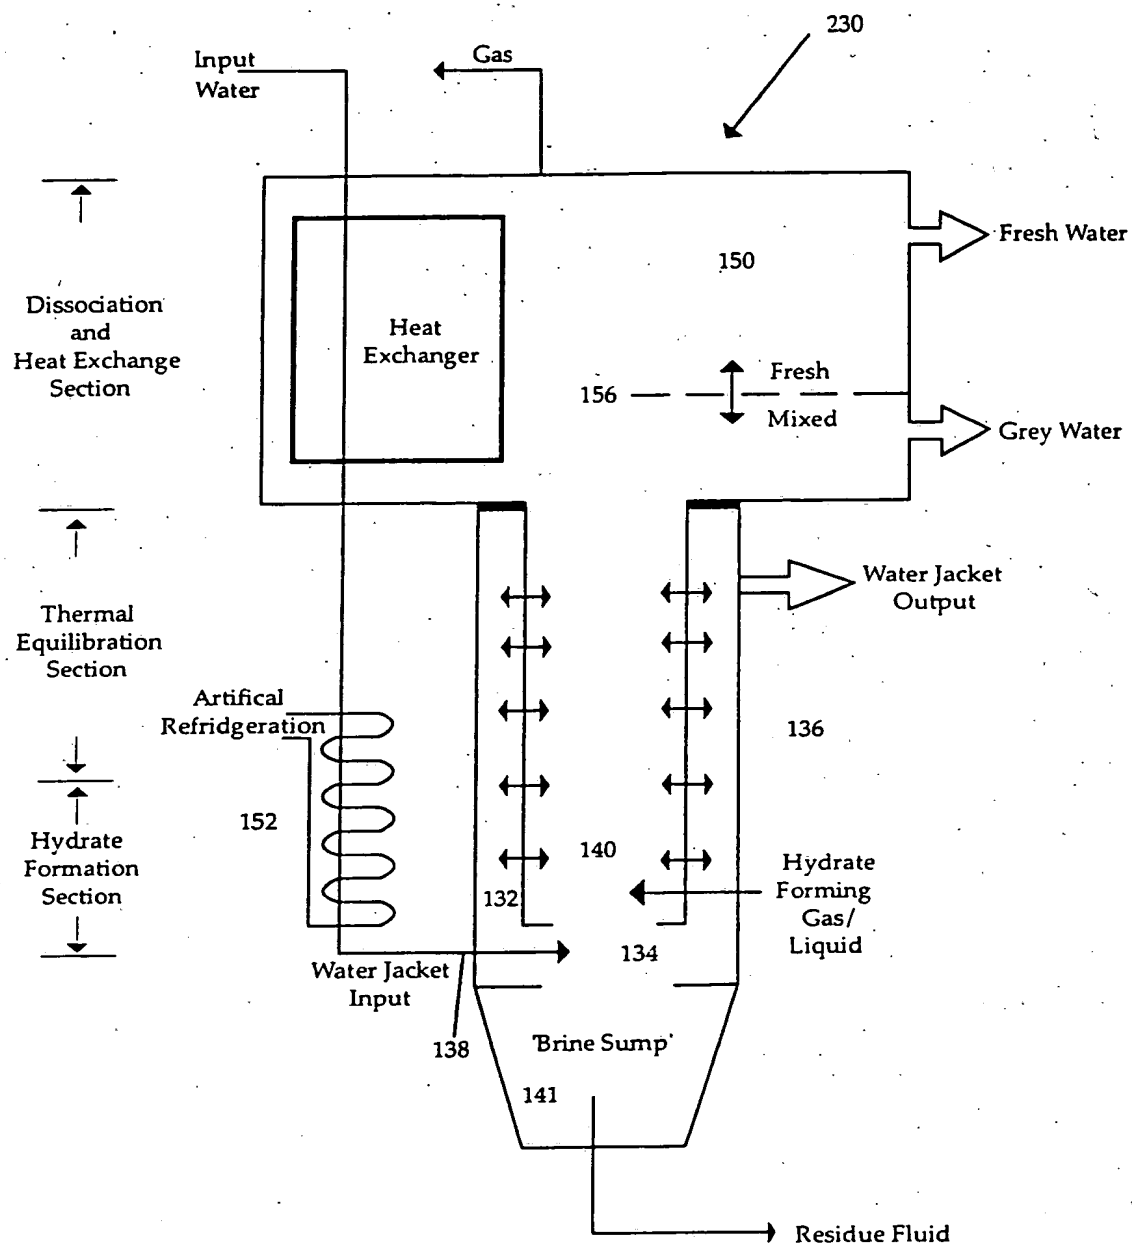 230
Gas
Input
Water
Fresh Water
150
Dissociation
and
Heat Exchange
Section
Heat
Exchanger
156
Fresh
Mixed
Grey Water
Water Jacket
Output
Thermal
Equilibration
Section
Artifical
Refridgeration
136
152
Hydrate
Formation
Section
140
132
Hydrate
Forming
Gas/
Liquid
134
Water Jacket
Input
138
'Brine Sump'
141
Residue Fluid